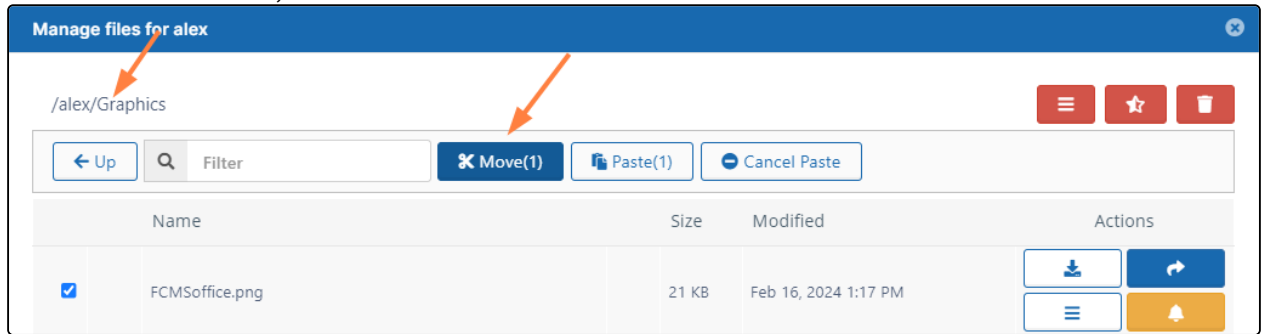 Manage files for alex
/alex/Graphics
Up Filter Move(1) Paste(1) Cancel Paste
Name Size Modified Actions
FCMSoffice.png 21 KB Feb 16, 2024 1:17 PM